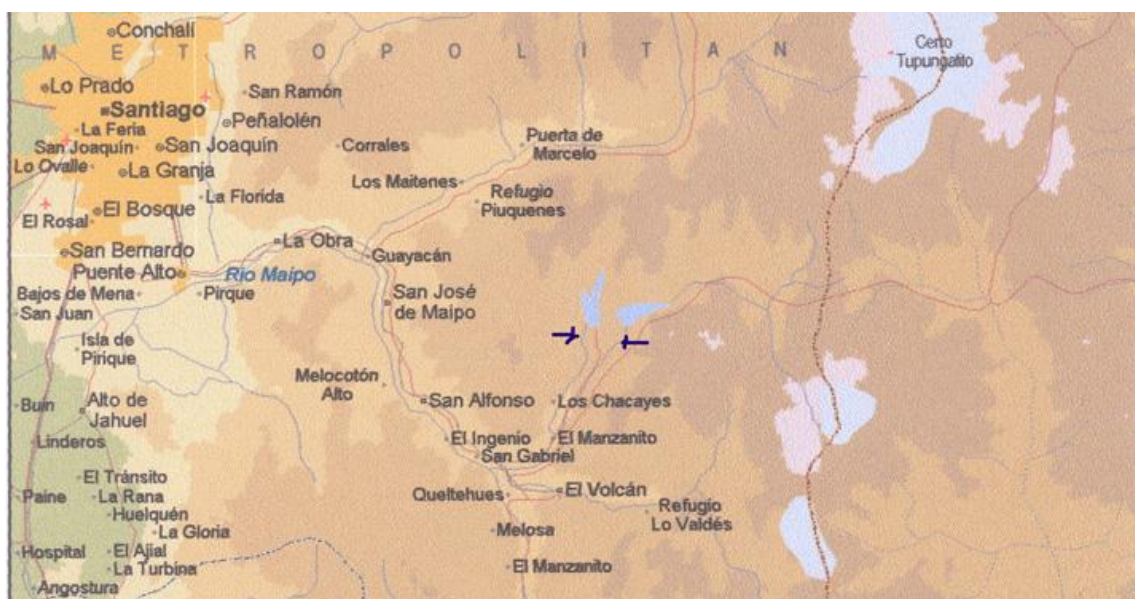 Conchalí
M E T R O P O L I T A N
Certo
Tupungatito
Lo Prado
San Ramón
Santiago
Peñalolén
La Feria
San Joaquín
San Joaquín
Corrales
Puerta de
Marcelo
Lo Ovalle
La Granja
Los Maitenes
La Florida
Refugio
Piuquenes
El Bosque
El Rosal
San Bernardo
La Obra
Guayacán
Puente Alto
Rio Maipo
Bajos de Mena
Pirque
San José
de Maipo
San Juan
Isla de
Pirique
Melocotón
Alto
Buin
Alto de
Jahuel
San Alfonso
Los Chacayes
Linderos
El Ingenio
El Manzanito
San Gabriel
El Tránsito
Paine
La Rana
Queltehues
El Volcán
Huelquén
Refugio
Lo Valdés
La Gloria
Melosa
Hospital
El Ajial
La Turbina
El Manzanito
Angostura